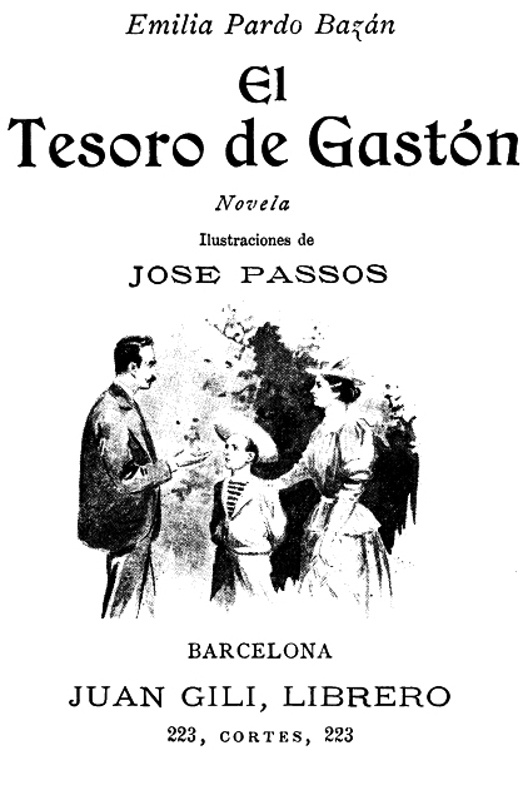 Emilia Pardo Bazán
El
Tesoro de Gastón
Novela
Ilustraciones de
JOSE PASSOS
BARCELONA
JUAN GILI, LIBRERO
223, CORTES, 223